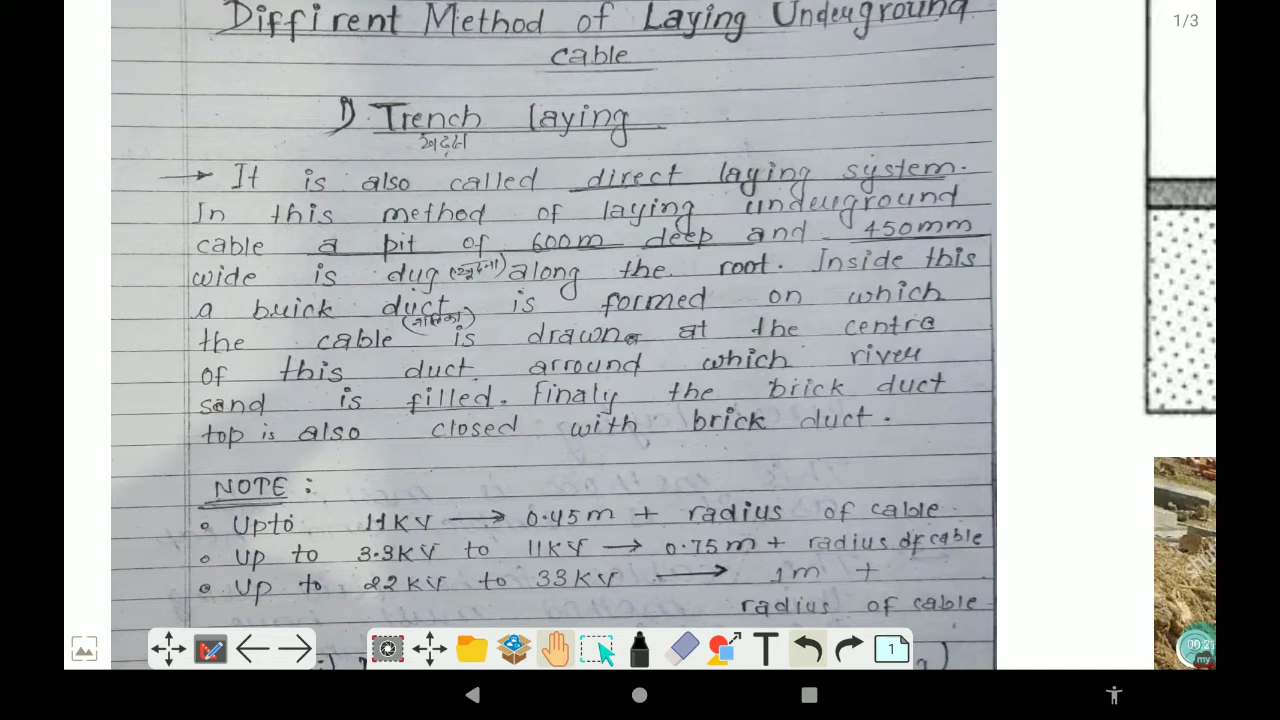 1/3
Diffirent Method of Laying Underground
cable
1) Trench laying
→ It is also called direct laying system.
In this method of laying underground
cable a pit of 600m deep and 450mm
wide is dug along the root. Inside this
a brick duct is formed on which
the cable is drawn at the centre
of this duct arround which river
sand is filled. Finaly the brick duct
top is also closed with brick duct.
NOTE :
• Upto 11KV → 0.45m + radius of cable
• Up to 3.3KV to 11KV → 0.75m + radius of cable
• Up to 22KV to 33KV → 1m +
radius of cable
T
1
my